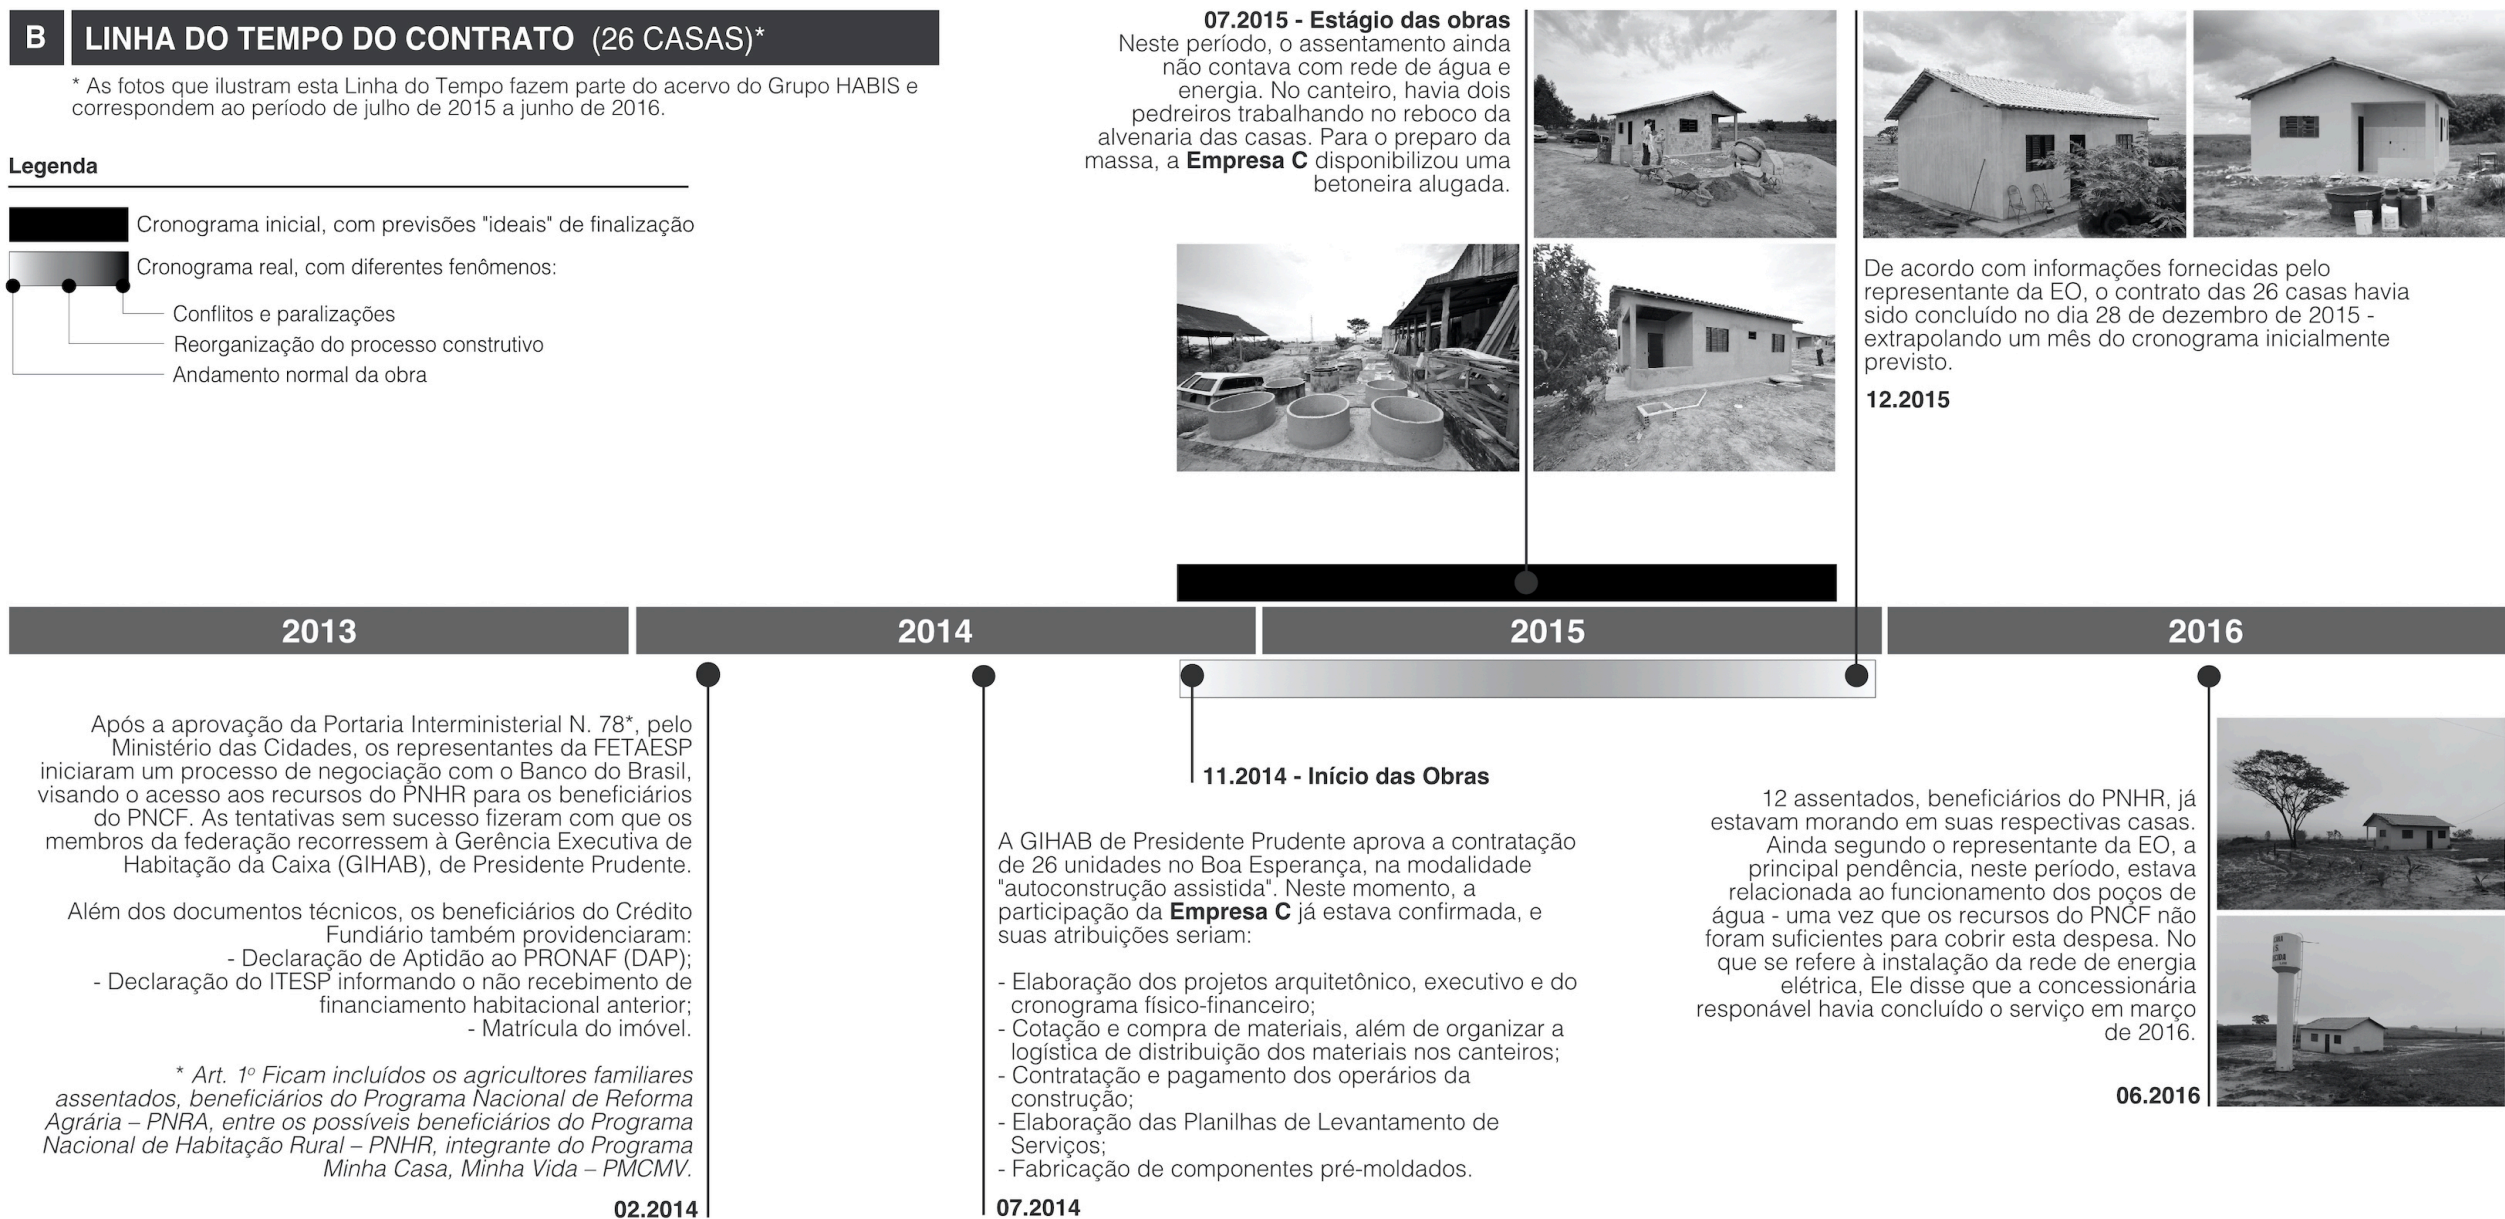 B LINHA DO TEMPO DO CONTRATO (26 CASAS)*
* As fotos que ilustram esta Linha do Tempo fazem parte do acervo do Grupo HABIS e
correspondem ao período de julho de 2015 a junho de 2016.
Legenda
Cronograma inicial, com previsões "ideais" de finalização
Cronograma real, com diferentes fenômenos:
Conflitos e paralizações
Reorganização do processo construtivo
Andamento normal da obra
07.2015 - Estágio das obras
Neste período, o assentamento ainda
não contava com rede de água e
energia. No canteiro, havia dois
pedreiros trabalhando no reboco da
alvenaria das casas. Para o preparo da
massa, a Empresa C disponibilizou uma
betoneira alugada.
De acordo com informações fornecidas pelo
representante da EO, o contrato das 26 casas havia
sido concluído no dia 28 de dezembro de 2015 -
extrapolando um mês do cronograma inicialmente
previsto.
12.2015
2013
2014
2015
2016
Após a aprovação da Portaria Interministerial N. 78*, pelo
Ministério das Cidades, os representantes da FETAESP
iniciaram um processo de negociação com o Banco do Brasil,
visando o acesso aos recursos do PNHR para os beneficiários
do PNCF. As tentativas sem sucesso fizeram com que os
membros da federação recorressem à Gerência Executiva de
Habitação da Caixa (GIHAB), de Presidente Prudente.
Além dos documentos técnicos, os beneficiários do Crédito
Fundiário também providenciaram:
- Declaração de Aptidão ao PRONAF (DAP);
- Declaração do ITESP informando o não recebimento de
financiamento habitacional anterior;
- Matrícula do imóvel.
* Art. 1º Ficam incluídos os agricultores familiares
assentados, beneficiários do Programa Nacional de Reforma
Agrária – PNRA, entre os possíveis beneficiários do Programa
Nacional de Habitação Rural – PNHR, integrante do Programa
Minha Casa, Minha Vida – PMCMV.
02.2014
11.2014 - Início das Obras
A GIHAB de Presidente Prudente aprova a contratação
de 26 unidades no Boa Esperança, na modalidade
"autoconstrução assistida". Neste momento, a
participação da Empresa C já estava confirmada, e
suas atribuições seriam:
- Elaboração dos projetos arquitetônico, executivo e do
cronograma físico-financeiro;
- Cotação e compra de materiais, além de organizar a
logística de distribuição dos materiais nos canteiros;
- Contratação e pagamento dos operários da
construção;
- Elaboração das Planilhas de Levantamento de
Serviços;
- Fabricação de componentes pré-moldados.
07.2014
12 assentados, beneficiários do PNHR, já
estavam morando em suas respectivas casas.
Ainda segundo o representante da EO, a
principal pendência, neste período, estava
relacionada ao funcionamento dos poços de
água - uma vez que os recursos do PNCF não
foram suficientes para cobrir esta despesa. No
que se refere à instalação da rede de energia
elétrica, Ele disse que a concessionária
responável havia concluído o serviço em março
de 2016.
06.2016